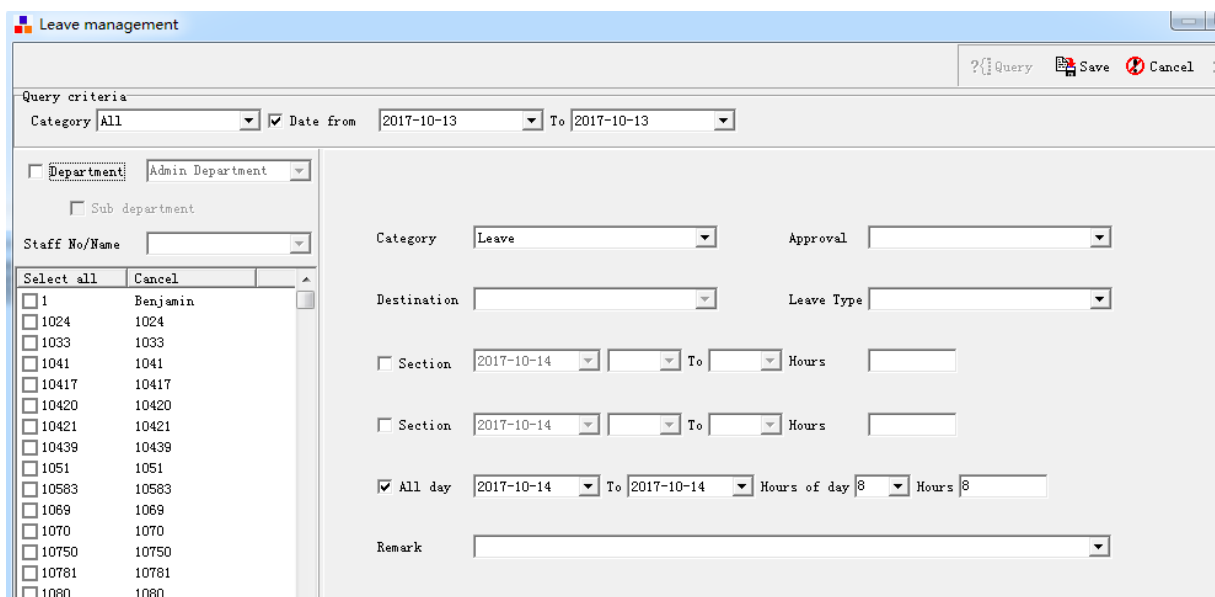 Leave management
?{ Query Save Cancel
Query criteria
Category All Date from 2017-10-13 To 2017-10-13
Department Admin Department
Sub department
Staff No/Name
Category Leave Approval
Select all Cancel
Destination Leave Type
1 Benjamin
1024 1024
1033 1033
1041 1041
10417 10417
10420 10420
10421 10421
10439 10439
1051 1051
10583 10583
1069 1069
1070 1070
10750 10750
10781 10781
1080 1080
Section 2017-10-14 To Hours
Section 2017-10-14 To Hours
All day 2017-10-14 To 2017-10-14 Hours of day 8 Hours 8
Remark